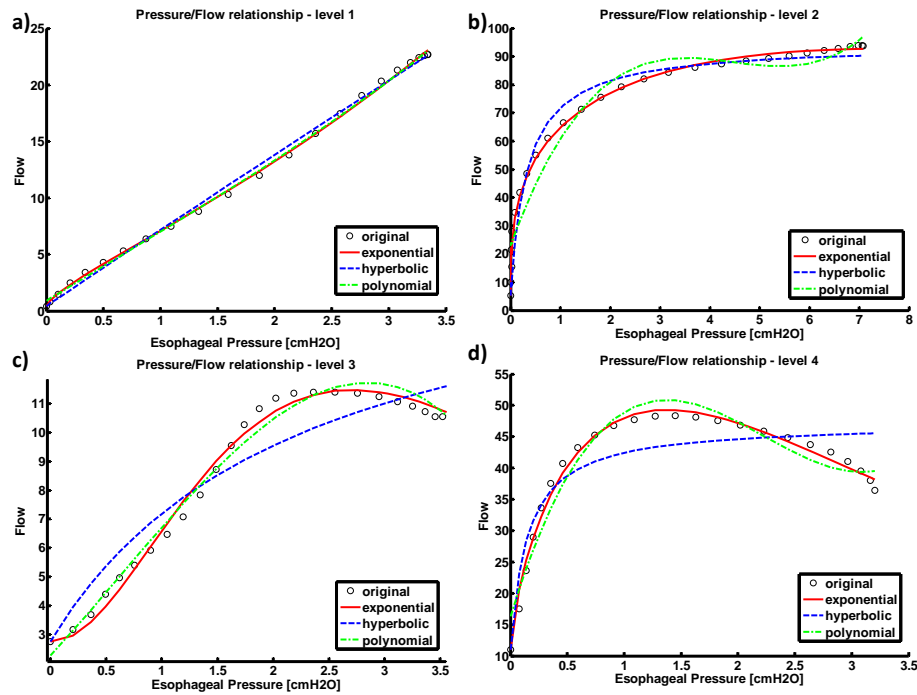 a)
Pressure/Flow relationship - level 1
25
20
15
10
5
0
Flow
0 0.5 1 1.5 2 2.5 3 3.5
Esophageal Pressure [cmH2O]
original
exponential
hyperbolic
polynomial
b)
Pressure/Flow relationship - level 2
100
90
80
70
60
50
40
30
20
10
0
Flow
0 1 2 3 4 5 6 7 8
Esophageal Pressure [cmH2O]
original
exponential
hyperbolic
polynomial
c)
Pressure/Flow relationship - level 3
11
10
9
8
7
6
5
4
3
Flow
0 0.5 1 1.5 2 2.5 3 3.5
Esophageal Pressure [cmH2O]
original
exponential
hyperbolic
polynomial
d)
Pressure/Flow relationship - level 4
55
50
45
40
35
30
25
20
15
10
Flow
0 0.5 1 1.5 2 2.5 3 3.5
Esophageal Pressure [cmH2O]
original
exponential
hyperbolic
polynomial